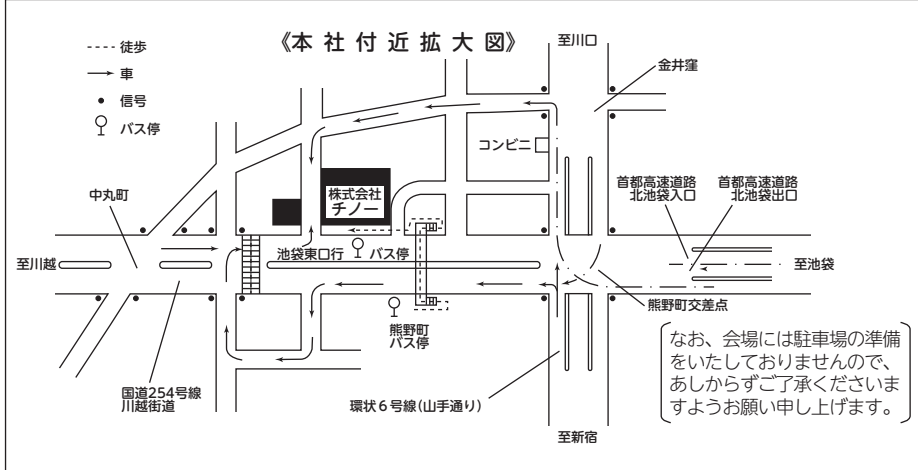 《本社付近拡大図》
徒歩
車
信号
バス停
至川口
金井窪
コンビニ
中丸町
株式会社
チノー
首都高速道路
北池袋入口
首都高速道路
北池袋出口
至川越
池袋東口行
バス停
至池袋
熊野町
バス停
熊野町交差点
国道254号線
川越街道
環状6号線(山手通り)
至新宿
なお、会場には駐車場の準備
をいたしておりませんので、
あしからずご了承くださいま
すようお願い申し上げます。